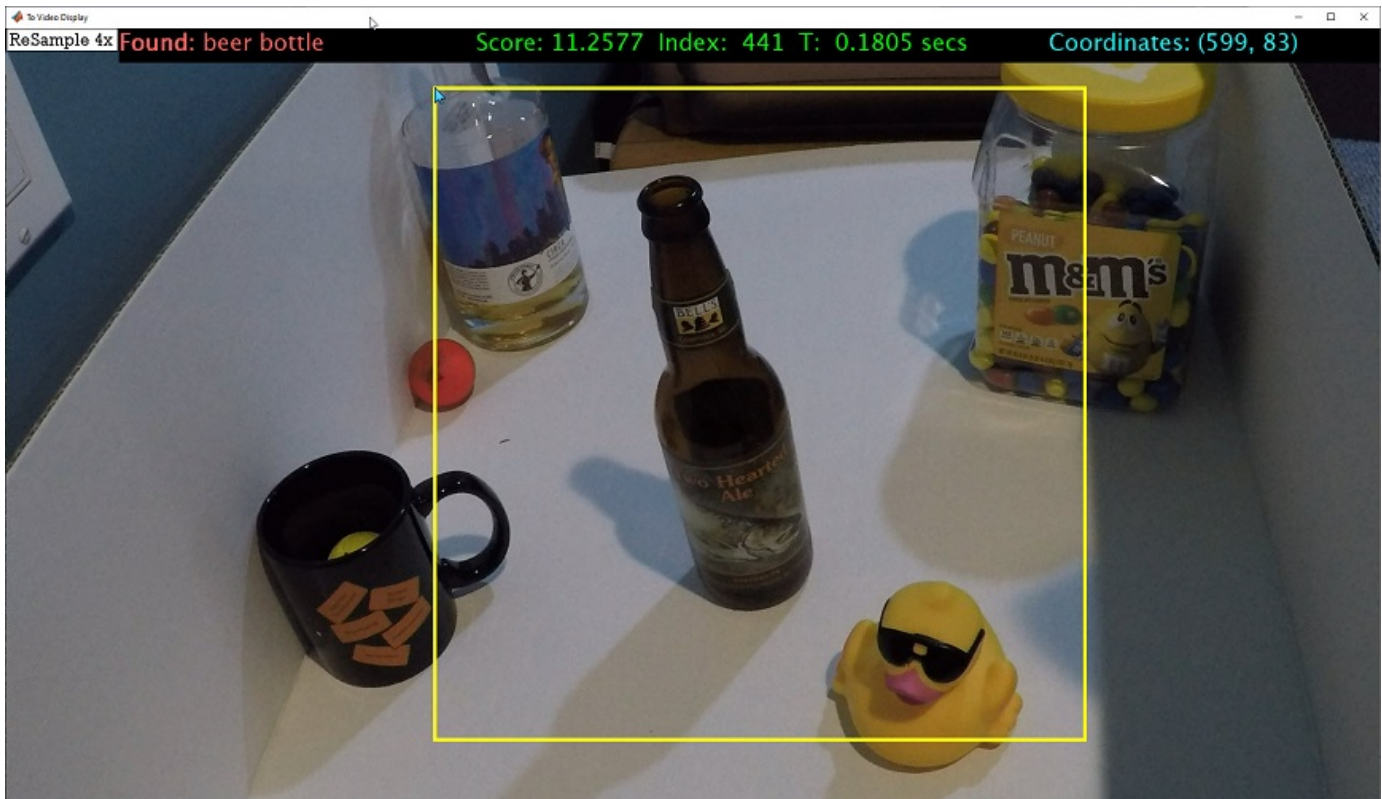 To Video Display
ReSample 4x
Found: beer bottle
Score: 11.2577 Index: 441 T: 0.1805 secs
Coordinates: (599, 83)
PEANUT
m&m's
BELL'S
Two Hearted
Ale